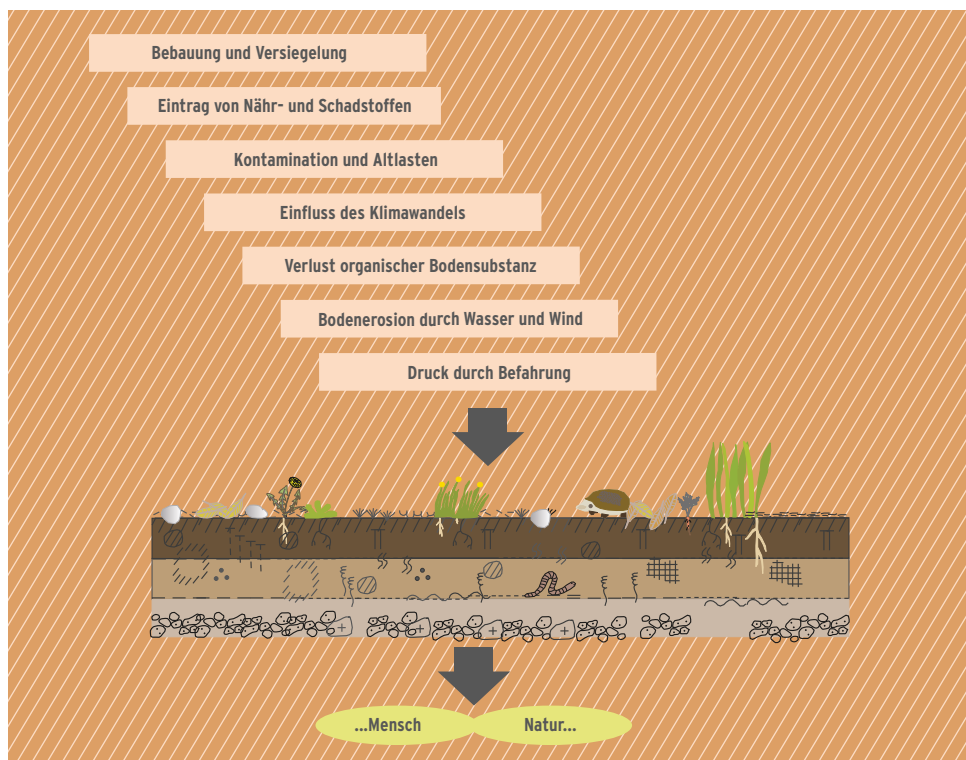 Bebauung und Versiegelung
Eintrag von Nähr- und Schadstoffen
Kontamination und Altlasten
Einfluss des Klimawandels
Verlust organischer Bodensubstanz
Bodenerosion durch Wasser und Wind
Druck durch Befahrung
...Mensch
Natur...